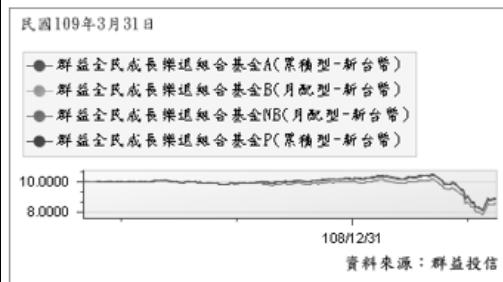 民國109年3月31日
群益全民成長樂退組合基金A(累積型-新台幣)
群益全民成長樂退組合基金B(月配型-新台幣)
群益全民成長樂退組合基金NB(月配型-新台幣)
群益全民成長樂退組合基金P(累積型-新台幣)
10.0000
8.0000
108/12/31
資料來源：群益投信